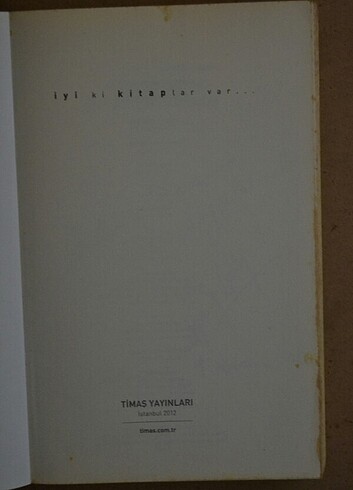 iyi ki kitaplar var...
TİMAŞ YAYINLARI
İstanbul 2012
timas.com.tr